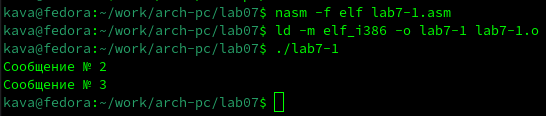 kava@fedora:~/work/arch-pc/lab07$ nasm -f elf lab7-1.asm
kava@fedora:~/work/arch-pc/lab07$ ld -m elf_i386 -o lab7-1 lab7-1.o
kava@fedora:~/work/arch-pc/lab07$ ./lab7-1
Сообщение № 2
Сообщение № 3
kava@fedora:~/work/arch-pc/lab07$